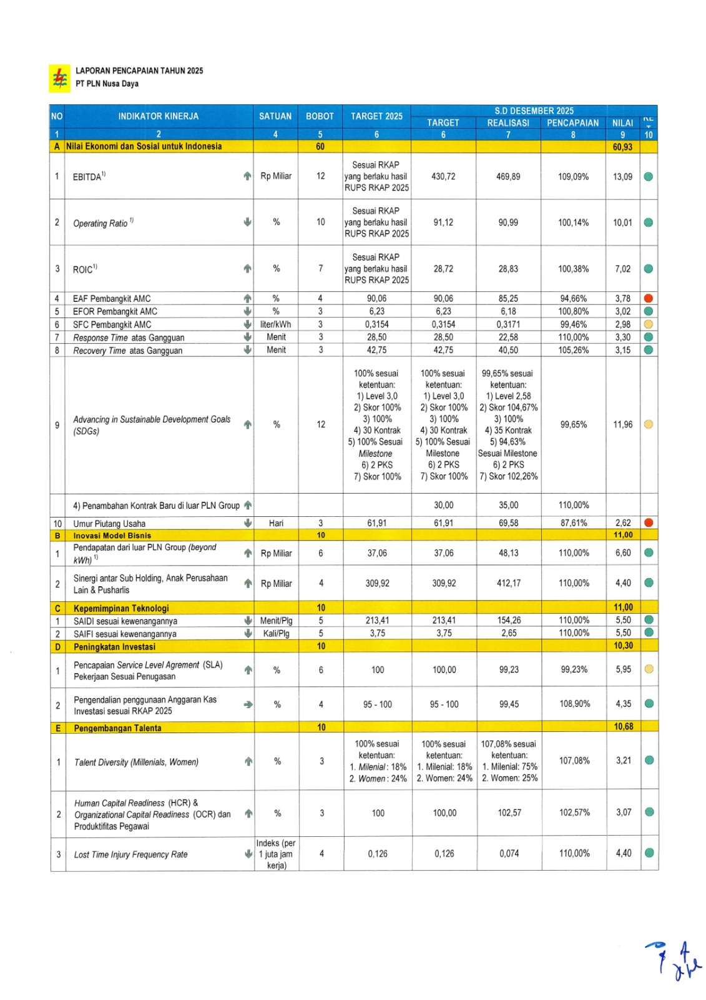 LAPORAN PENCAPAIAN TAHUN 2025
PT PLN Nusa Daya
NO INDIKATOR KINERJA SATUAN BOBOT TARGET 2025 S.D DESEMBER 2025
TARGET REALISASI PENCAPAIAN NILAI KET
1 2 4 5 6 6 7 8 9 10
A Nilai Ekonomi dan Sosial untuk Indonesia 60 60,93
1 EBITDA1) Rp Miliar 12 Sesuai RKAP yang berlaku hasil RUPS RKAP 2025 430,72 469,89 109,09% 13,09
2 Operating Ratio 1) % 10 Sesuai RKAP yang berlaku hasil RUPS RKAP 2025 91,12 90,99 100,14% 10,01
3 ROIC1) % 7 Sesuai RKAP yang berlaku hasil RUPS RKAP 2025 28,72 28,83 100,38% 7,02
4 EAF Pembangkit AMC % 4 90,06 90,06 85,25 94,66% 3,78
5 EFOR Pembangkit AMC % 3 6,23 6,23 6,18 100,80% 3,02
6 SFC Pembangkit AMC liter/kWh 3 0,3154 0,3154 0,3171 99,46% 2,98
7 Response Time atas Gangguan Menit 3 28,50 28,50 22,58 110,00% 3,30
8 Recovery Time atas Gangguan Menit 3 42,75 42,75 40,50 105,26% 3,15
9 Advancing in Sustainable Development Goals (SDGs) % 12 100% sesuai ketentuan: 1) Level 3,0 2) Skor 100% 3) 100% 4) 30 Kontrak 5) 100% Sesuai Milestone 6) 2 PKS 7) Skor 100% 100% sesuai ketentuan: 1) Level 3,0 2) Skor 100% 3) 100% 4) 30 Kontrak 5) 100% Sesuai Milestone 6) 2 PKS 7) Skor 100% 99,65% sesuai ketentuan: 1) Level 2,58 2) Skor 104,67% 3) 100% 4) 35 Kontrak 5) 94,63% Sesuai Milestone 6) 2 PKS 7) Skor 102,26% 99,65% 11,96
4) Penambahan Kontrak Baru di luar PLN Group 30,00 35,00 110,00%
10 Umur Piutang Usaha Hari 3 61,91 61,91 69,58 87,61% 2,62
B Inovasi Model Bisnis 10 11,00
1 Pendapatan dari luar PLN Group (beyond kWh) 1) Rp Miliar 6 37,06 37,06 48,13 110,00% 6,60
2 Sinergi antar Sub Holding, Anak Perusahaan Lain & Pusharlis Rp Miliar 4 309,92 309,92 412,17 110,00% 4,40
C Kepemimpinan Teknologi 10 11,00
1 SAIDI sesuai kewenangannya Menit/Plg 5 213,41 213,41 154,26 110,00% 5,50
2 SAIFI sesuai kewenangannya Kali/Plg 5 3,75 3,75 2,65 110,00% 5,50
D Peningkatan Investasi 10 10,30
1 Pencapaian Service Level Agrement (SLA) Pekerjaan Sesuai Penugasan % 6 100 100,00 99,23 99,23% 5,95
2 Pengendalian penggunaan Anggaran Kas Investasi sesuai RKAP 2025 % 4 95 - 100 95 - 100 99,45 108,90% 4,35
E Pengembangan Talenta 10 10,68
1 Talent Diversity (Millenials, Women) % 3 100% sesuai ketentuan: 1. Milenial : 18% 2. Women : 24% 100% sesuai ketentuan: 1. Milenial: 18% 2. Women: 24% 107,08% sesuai ketentuan: 1. Milenial: 75% 2. Women: 25% 107,08% 3,21
2 Human Capital Readiness (HCR) & Organizational Capital Readiness (OCR) dan Produktifitas Pegawai % 3 100 100,00 102,57 102,57% 3,07
3 Lost Time Injury Frequency Rate Indeks (per 1 juta jam kerja) 4 0,126 0,126 0,074 110,00% 4,40